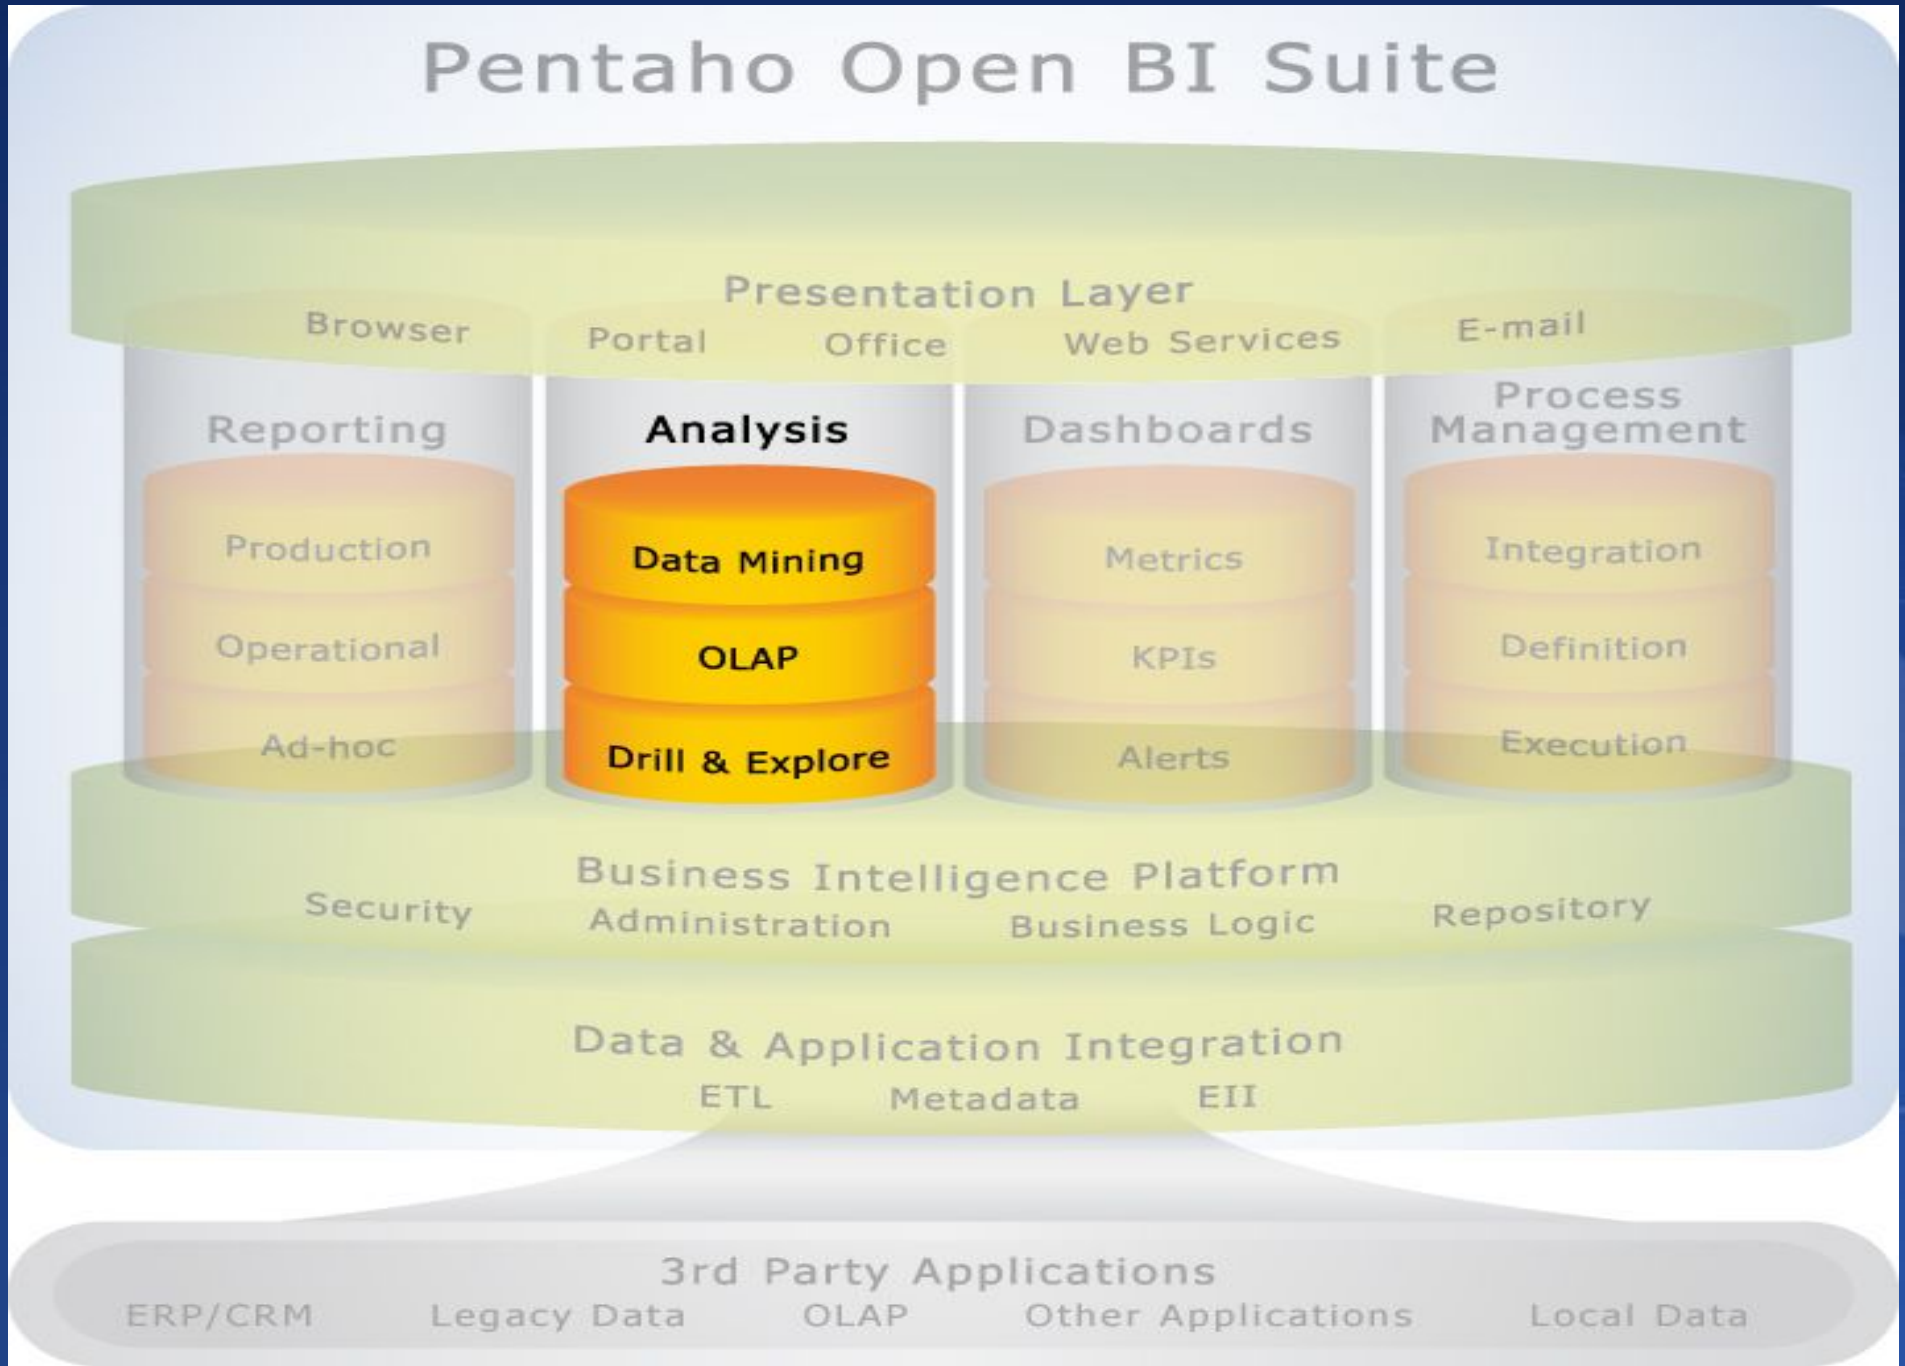 Pentaho Open BI Suite
Presentation Layer
Browser Portal Office Web Services E-mail
Reporting
Production
Operational
Ad-hoc
Analysis
Data Mining
OLAP
Drill & Explore
Dashboards
Metrics
KPIs
Alerts
Process
Management
Integration
Definition
Execution
Business Intelligence Platform
Security Administration Business Logic Repository
Data & Application Integration
ETL Metadata EII
3rd Party Applications
ERP/CRM Legacy Data OLAP Other Applications Local Data